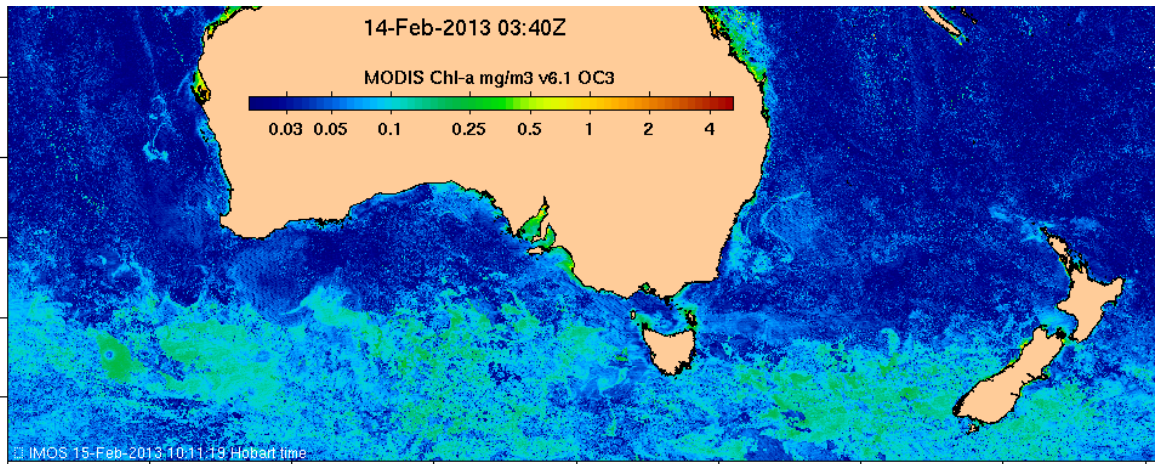 14-Feb-2013 03:40Z
MODIS Chl-a mg/m3 v6.1 OC3
0.03 0.05 0.1 0.25 0.5 1 2 4
IMOS 15-Feb-2013 10:11:19 Hobart time